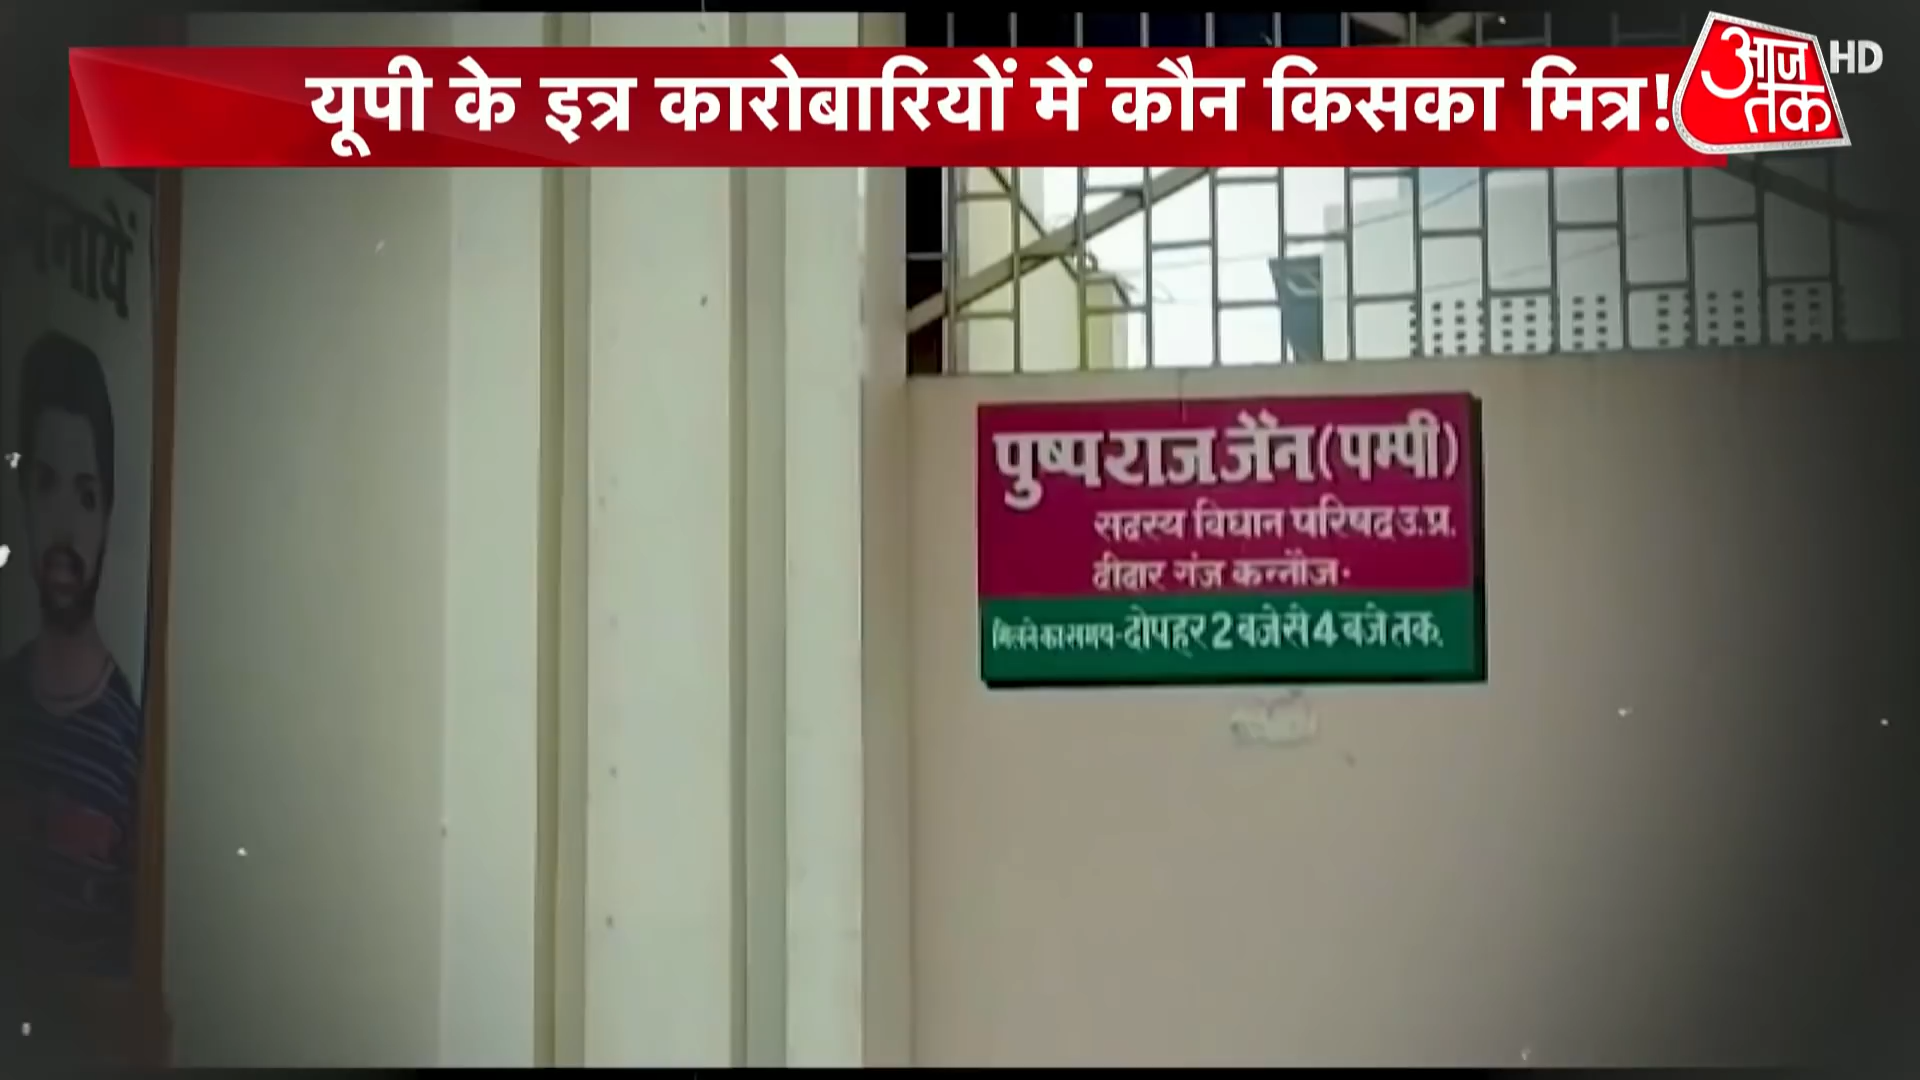 यूपी के इत्र कारोबारियों में कौन किसका मित्र!
आज
तक
HD
पुष्पराज जैन (पम्पी)
सदस्य विधान परिषद उ.प्र.
दीदार गंज कन्नौज.
मिलने का समय-दोपहर 2 बजे से 4 बजे तक.